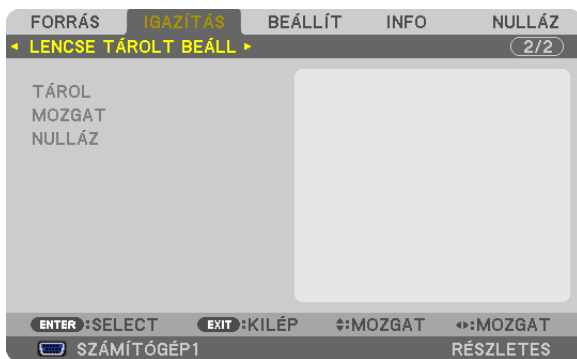 FORRÁS IGAZÍTÁS BEÁLLÍT INFO NULLÁZ
LENCSE TÁROLT BEÁLL 2/2
TÁROL
MOZGAT
NULLÁZ
ENTER :SELECT EXIT :KILÉP :MOZGAT :MOZGAT
SZÁMÍTÓGÉP1 RÉSZLETES